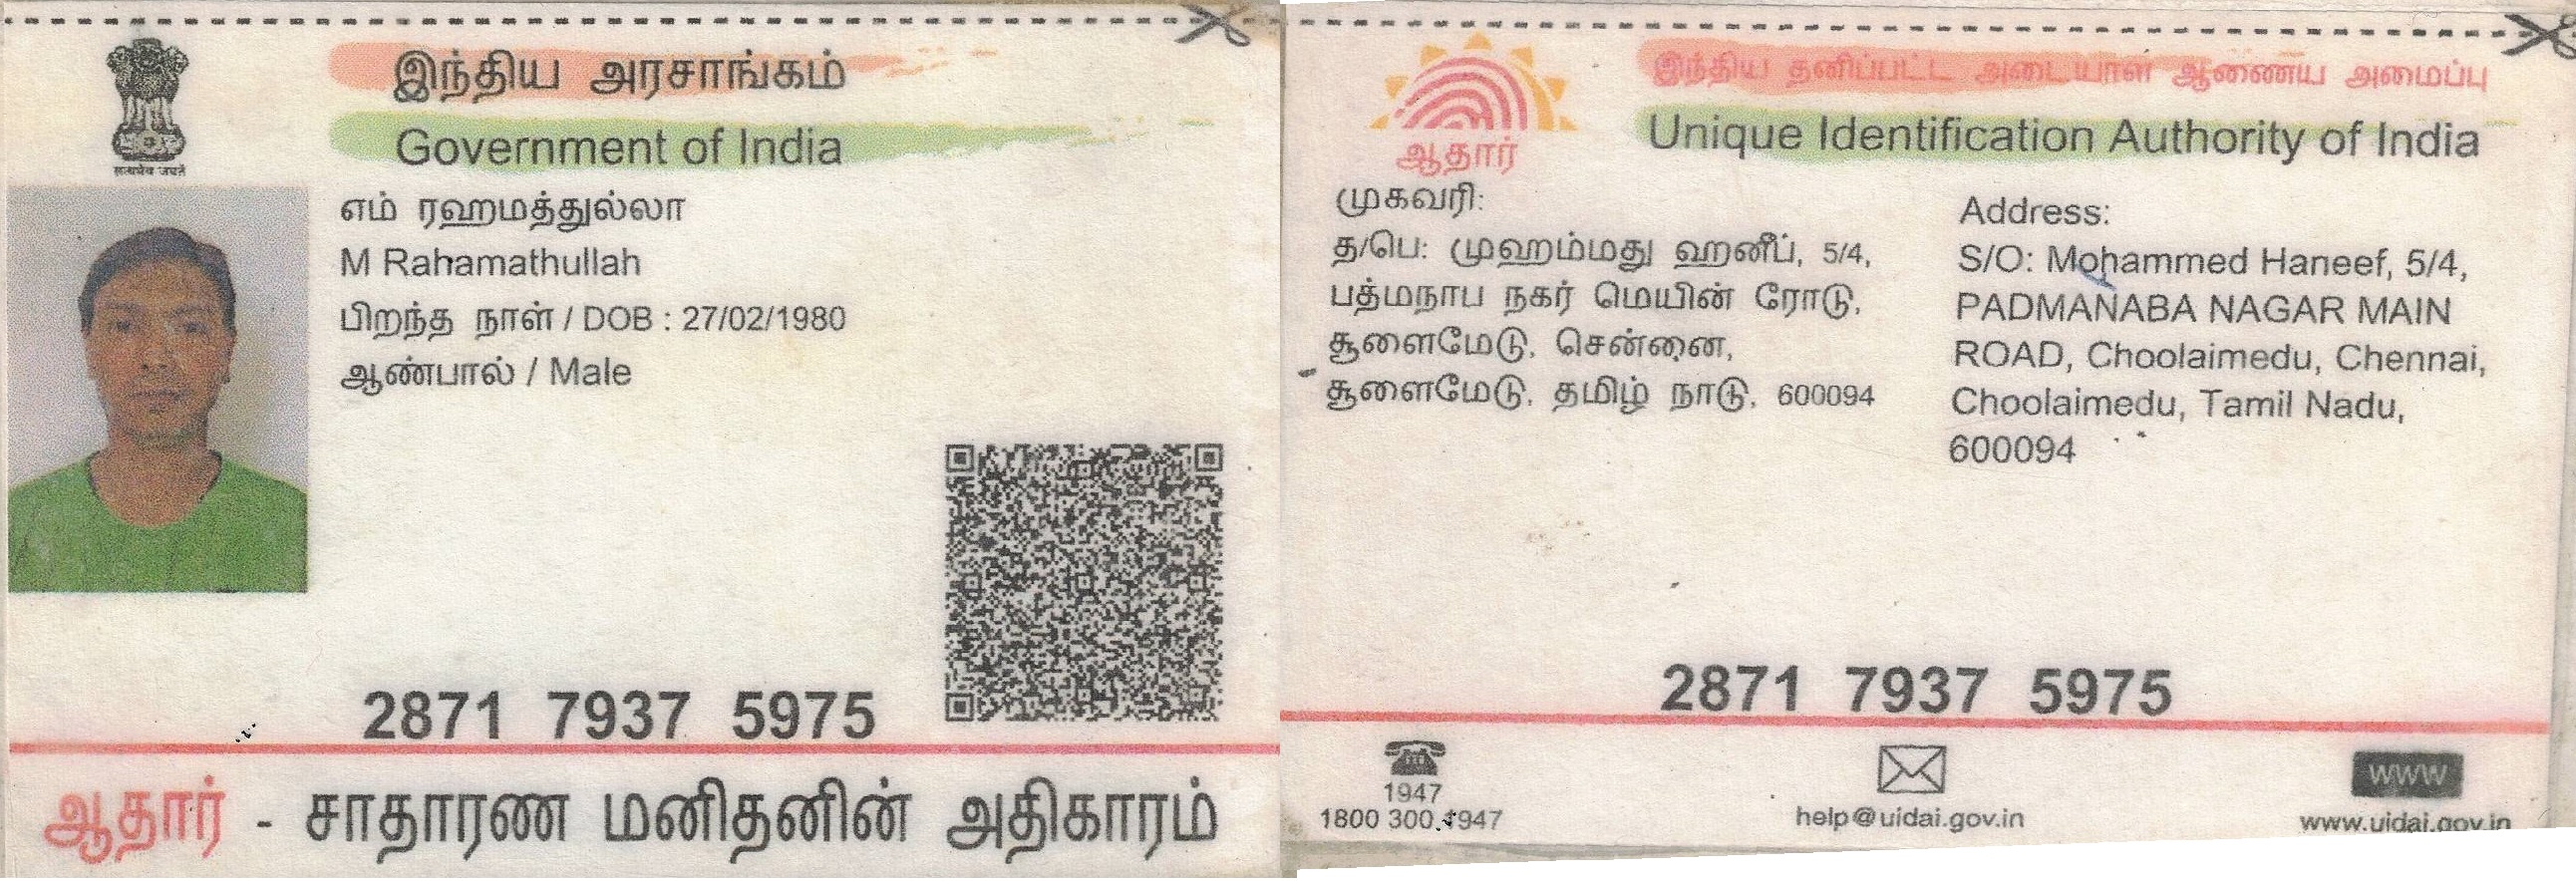 இந்திய அரசாங்கம்
Government of India
सत्यमेव जयते
எம் ரஹமத்துல்லா
M Rahamathullah
பிறந்த நாள் / DOB : 27/02/1980
ஆண்பால் / Male
2871 7937 5975
ஆதார் - சாதாரண மனிதனின் அதிகாரம்
இந்திய தனிப்பட்ட அடையாள ஆணைய அமைப்பு
Unique Identification Authority of India
ஆதார்
முகவரி:
த/பெ: முஹம்மது ஹனீப், 5/4,
பத்மநாப நகர் மெயின் ரோடு,
சூளைமேடு, சென்னை,
சூளைமேடு, தமிழ் நாடு, 600094
Address:
S/O: Mohammed Haneef, 5/4,
PADMANABA NAGAR MAIN
ROAD, Choolaimedu, Chennai,
Choolaimedu, Tamil Nadu,
600094
2871 7937 5975
1947
1800 300 1947
help@uidai.gov.in
WWW
www.uidai.gov.in